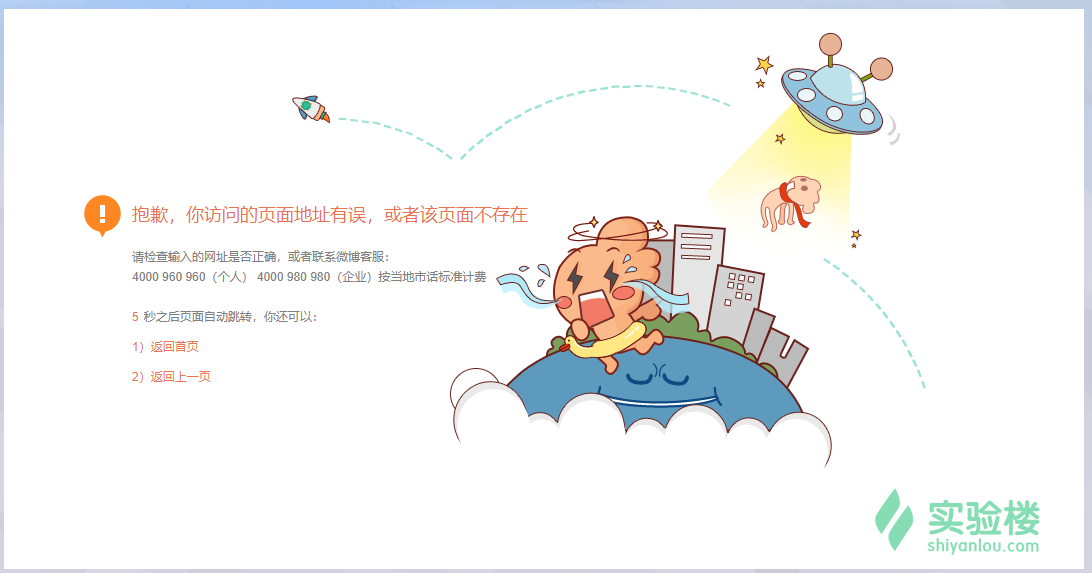 抱歉，你访问的页面地址有误，或者该页面不存在
请检查输入的网址是否正确，或者联系微博客服：
4000 960 960（个人） 4000 980 980（企业）按当地市话标准计费
5 秒之后页面自动跳转，你还可以：
1）返回首页
2）返回上一页
实验楼
shiyanlou.com